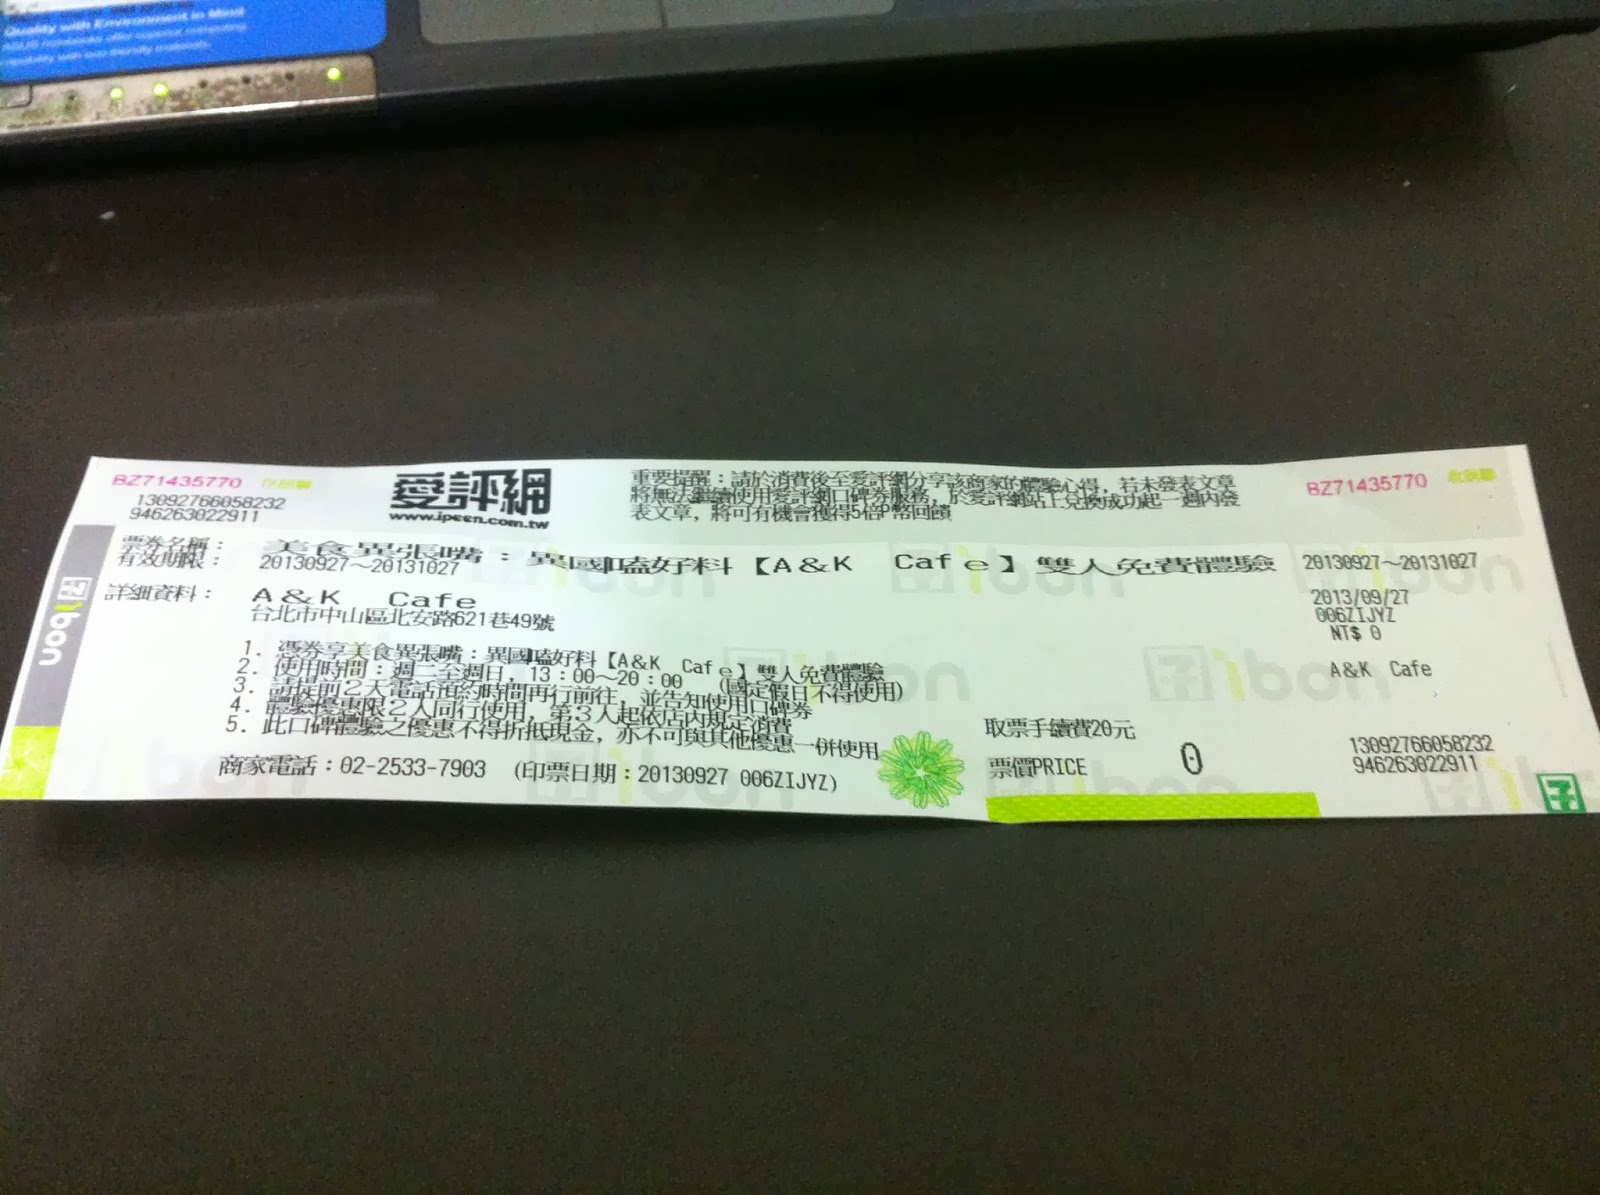 Quality with Environment in Mind
BZ71435770
13092766058232
946263022911
愛評網
www.ipeen.com.tw
重要提醒：請於消費後至愛評網分享該商家的體驗心得，若未發表文章
將無法繼續使用愛評網口碑券服務，於愛評網站上兌換成功起一週內發
表文章，將可有機會獲得5倍P幣回饋
BZ71435770
票券名稱： 美食異張嘴：異國嗑好料【A&K Cafe】雙人免費體驗
有效期限： 20130927~20131027
20130927~20131027
詳細資料： A&K Cafe
台北市中山區北安路621巷49號
2013/09/27
006ZIJYZ
NT$ 0
A&K Cafe
1. 憑券享美食異張嘴：異國嗑好料【A&K Cafe】雙人免費體驗
2. 使用時間：週二至週日，13：00~20：00 (國定假日不得使用)
3. 請提前2天電話預約時間再行前往，並告知使用口碑券
4. 體驗優惠限2人同行使用，第3人起依店內規定消費
5. 此口碑體驗之優惠不得折抵現金，亦不可與其他優惠一併使用
商家電話：02-2533-7903 (印票日期：20130927 006ZIJYZ)
取票手續費20元
票價PRICE 0
13092766058232
946263022911
ibon